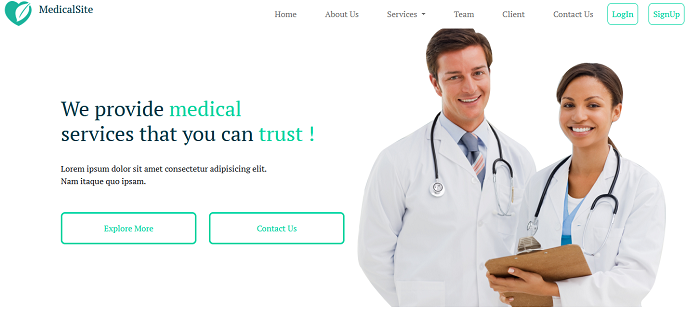 MedicalSite
Home About Us Services Team Client Contact Us LogIn SignUp
We provide medical
services that you can trust !
Lorem ipsum dolor sit amet consectetur adipisicing elit.
Nam itaque quo ipsam.
Explore More Contact Us